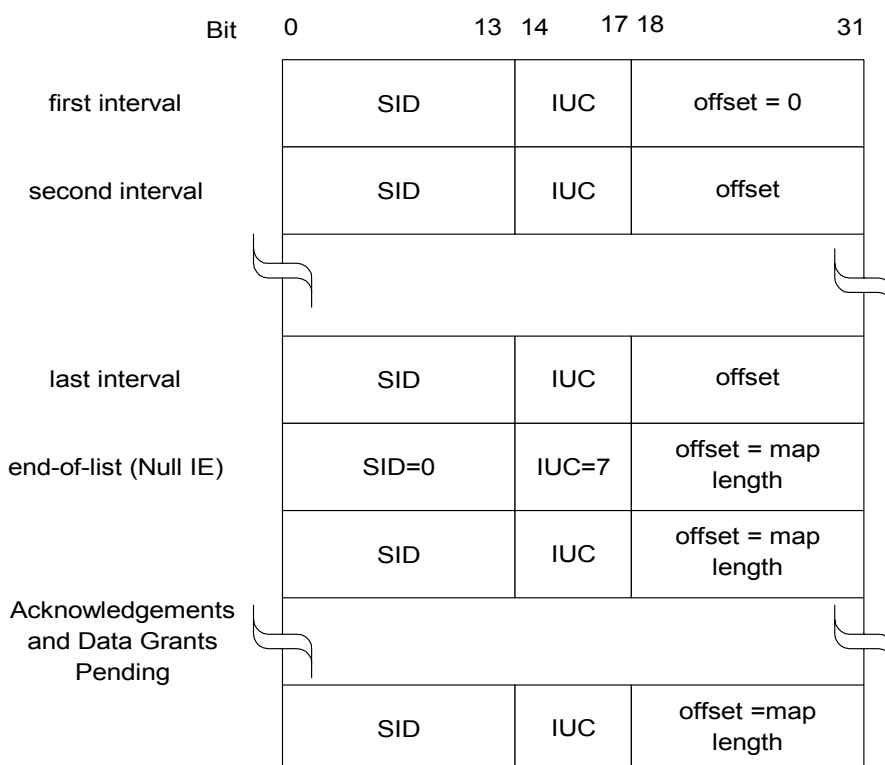 Bit 0 13 14 17 18 31
first interval SID IUC offset = 0
second interval SID IUC offset
last interval SID IUC offset
end-of-list (Null IE) SID=0 IUC=7 offset = map
length
SID IUC offset = map
length
Acknowledgements
and Data Grants
Pending
SID IUC offset =map
length